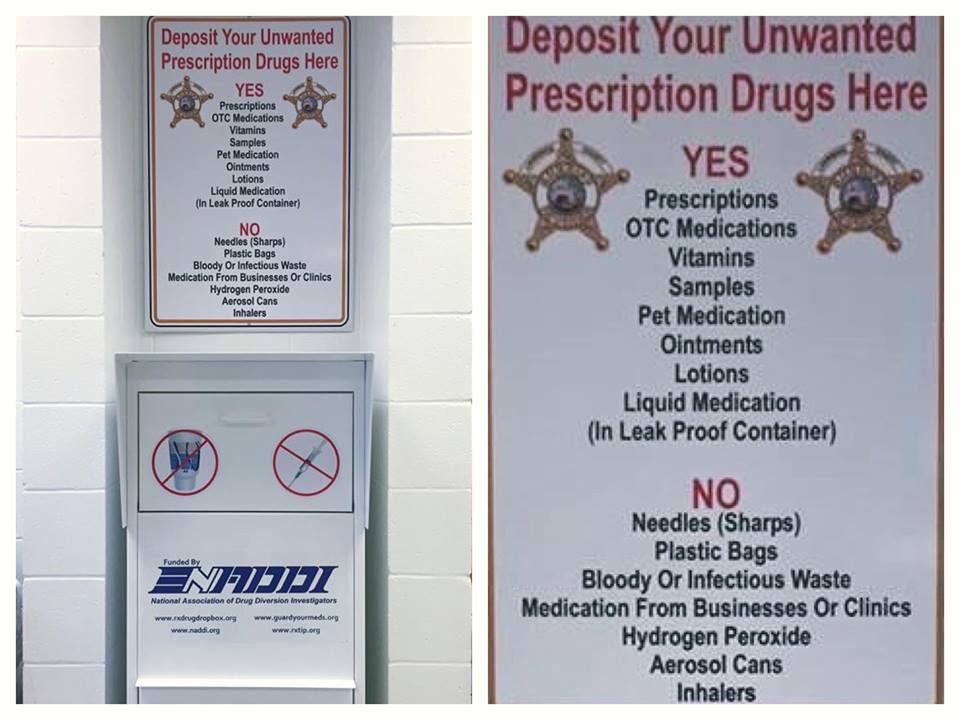 Deposit Your Unwanted
Prescription Drugs Here
YES
Prescriptions
OTC Medications
Vitamins
Samples
Pet Medication
Ointments
Lotions
Liquid Medication
(In Leak Proof Container)
NO
Needles (Sharps)
Plastic Bags
Bloody Or Infectious Waste
Medication From Businesses Or Clinics
Hydrogen Peroxide
Aerosol Cans
Inhalers
Funded By
NADDI
National Association of Drug Diversion Investigators
www.rxdrugdropbox.org www.guardyourmeds.org
www.naddi.org www.rxtip.org
Deposit Your Unwanted
Prescription Drugs Here
YES
Prescriptions
OTC Medications
Vitamins
Samples
Pet Medication
Ointments
Lotions
Liquid Medication
(In Leak Proof Container)
NO
Needles (Sharps)
Plastic Bags
Bloody Or Infectious Waste
Medication From Businesses Or Clinics
Hydrogen Peroxide
Aerosol Cans
Inhalers